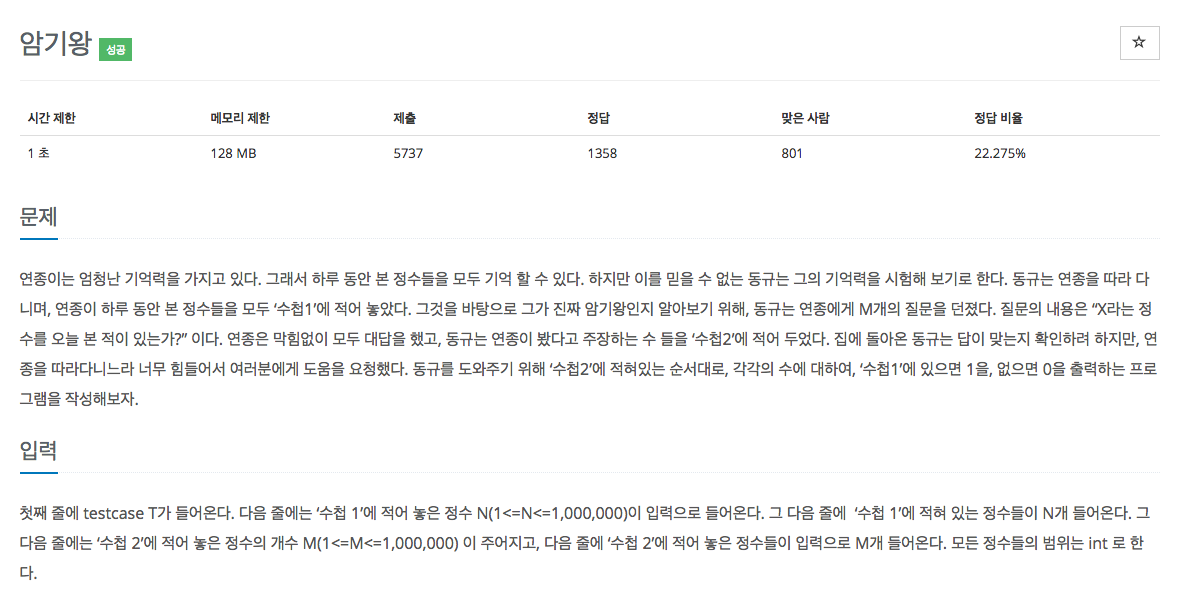 암기왕 성공
☆
시간 제한 메모리 제한 제출 정답 맞은 사람 정답 비율
1 초 128 MB 5737 1358 801 22.275%
문제
연종이는 엄청난 기억력을 가지고 있다. 그래서 하루 동안 본 정수들을 모두 기억 할 수 있다. 하지만 이를 믿을 수 없는 동규는 그의 기억력을 시험해 보기로 한다. 동규는 연종을 따라 다
니며, 연종이 하루 동안 본 정수들을 모두 ‘수첩1’에 적어 놓았다. 그것을 바탕으로 그가 진짜 암기왕인지 알아보기 위해, 동규는 연종에게 M개의 질문을 던졌다. 질문의 내용은 “X라는 정
수를 오늘 본 적이 있는가?” 이다. 연종은 막힘없이 모두 대답을 했고, 동규는 연종이 봤다고 주장하는 수 들을 ‘수첩2’에 적어 두었다. 집에 돌아온 동규는 답이 맞는지 확인하려 하지만, 연
종을 따라다니느라 너무 힘들어서 여러분에게 도움을 요청했다. 동규를 도와주기 위해 ‘수첩2’에 적혀있는 순서대로, 각각의 수에 대하여, ‘수첩1’에 있으면 1을, 없으면 0을 출력하는 프로
그램을 작성해보자.
입력
첫째 줄에 testcase T가 들어온다. 다음 줄에는 ‘수첩 1’에 적어 놓은 정수 N(1<=N<=1,000,000)이 입력으로 들어온다. 그 다음 줄에  ‘수첩 1’에 적혀 있는 정수들이 N개 들어온다. 그
다음 줄에는 ‘수첩 2’에 적어 놓은 정수의 개수 M(1<=M<=1,000,000) 이 주어지고, 다음 줄에 ‘수첩 2’에 적어 놓은 정수들이 입력으로 M개 들어온다. 모든 정수들의 범위는 int 로 한
다.